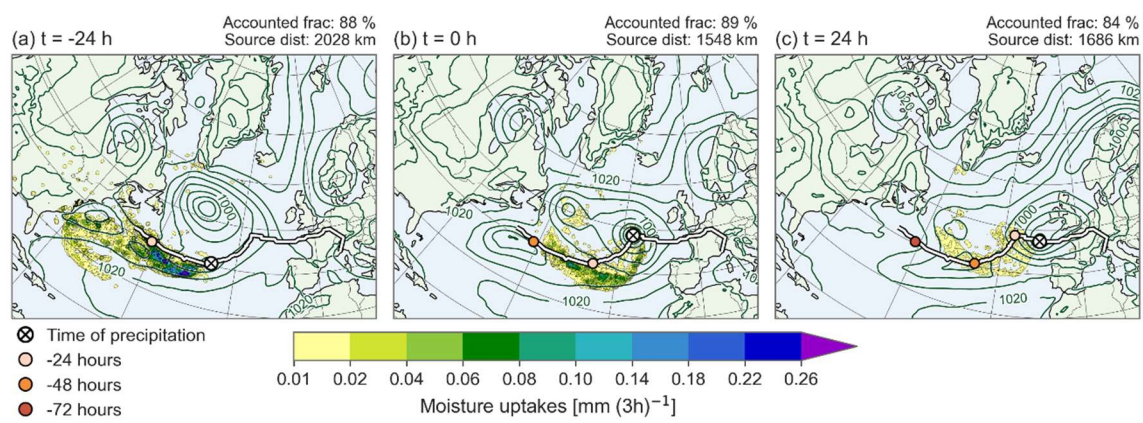 Accounted frac: 88 %
(a) t = -24 h Source dist: 2028 km
Accounted frac: 89 %
(b) t = 0 h Source dist: 1548 km
Accounted frac: 84 %
(c) t = 24 h Source dist: 1686 km
1000
1020
1020
1020
1020
1020
1020
1020
1000
1020
Time of precipitation
-24 hours
-48 hours
-72 hours
0.01 0.02 0.04 0.06 0.08 0.10 0.14 0.18 0.22 0.26
Moisture uptakes [mm (3h)⁻¹]